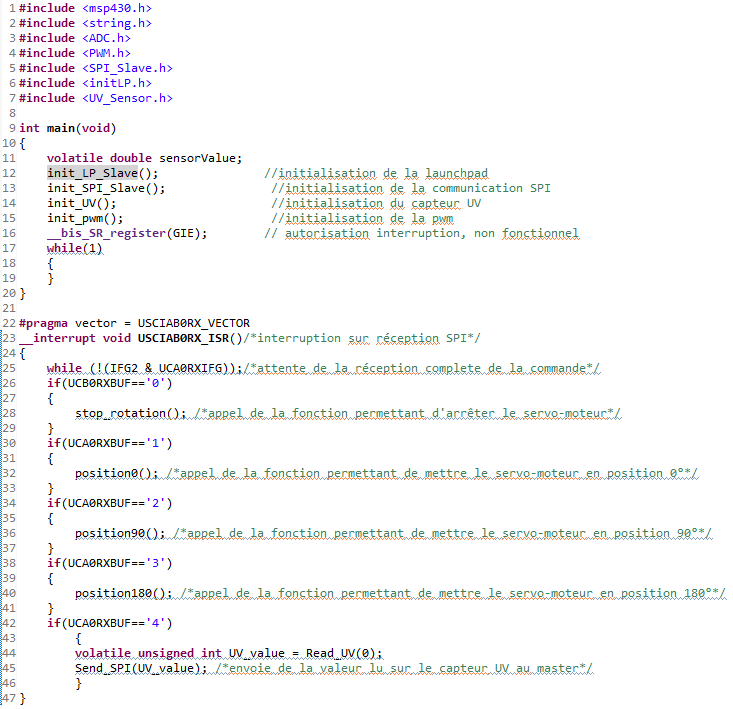 1 #include <msp430.h>
2 #include <string.h>
3 #include <ADC.h>
4 #include <PWM.h>
5 #include <SPI_Slave.h>
6 #include <initLP.h>
7 #include <UV_Sensor.h>
8
9 int main(void)
10 {
11     volatile double sensorValue;
12     init_LP_Slave();               //initialisation de la launchpad
13     init_SPI_Slave();               //initialisation de la communication SPI
14     init_UV();                      //initialisation du capteur UV
15     init_pwm();                     //initialisation de la pwm
16     __bis_SR_register(GIE);        // autorisation interruption, non fonctionnel
17     while(1)
18     {
19     }
20 }
21
22 #pragma vector = USCIAB0RX_VECTOR
23 __interrupt void USCIAB0RX_ISR()/*interruption sur réception SPI*/
24 {
25     while (!(IFG2 & UCA0RXIFG));/*attente de la réception complete de la commande*/
26     if(UCB0RXBUF=='0')
27     {
28         stop_rotation(); /*appel de la fonction permettant d'arrêter le servo-moteur*/
29     }
30     if(UCA0RXBUF=='1')
31     {
32         position0(); /*appel de la fonction permettant de mettre le servo-moteur en position 0°*/
33     }
34     if(UCA0RXBUF=='2')
35     {
36         position90(); /*appel de la fonction permettant de mettre le servo-moteur en position 90°*/
37     }
38     if(UCA0RXBUF=='3')
39     {
40         position180(); /*appel de la fonction permettant de mettre le servo-moteur en position 180°*/
41     }
42     if(UCA0RXBUF=='4')
43         {
44         volatile unsigned int UV_value = Read_UV(0);
45         Send_SPI(UV_value); /*envoie de la valeur lu sur le capteur UV au master*/
46         }
47 }